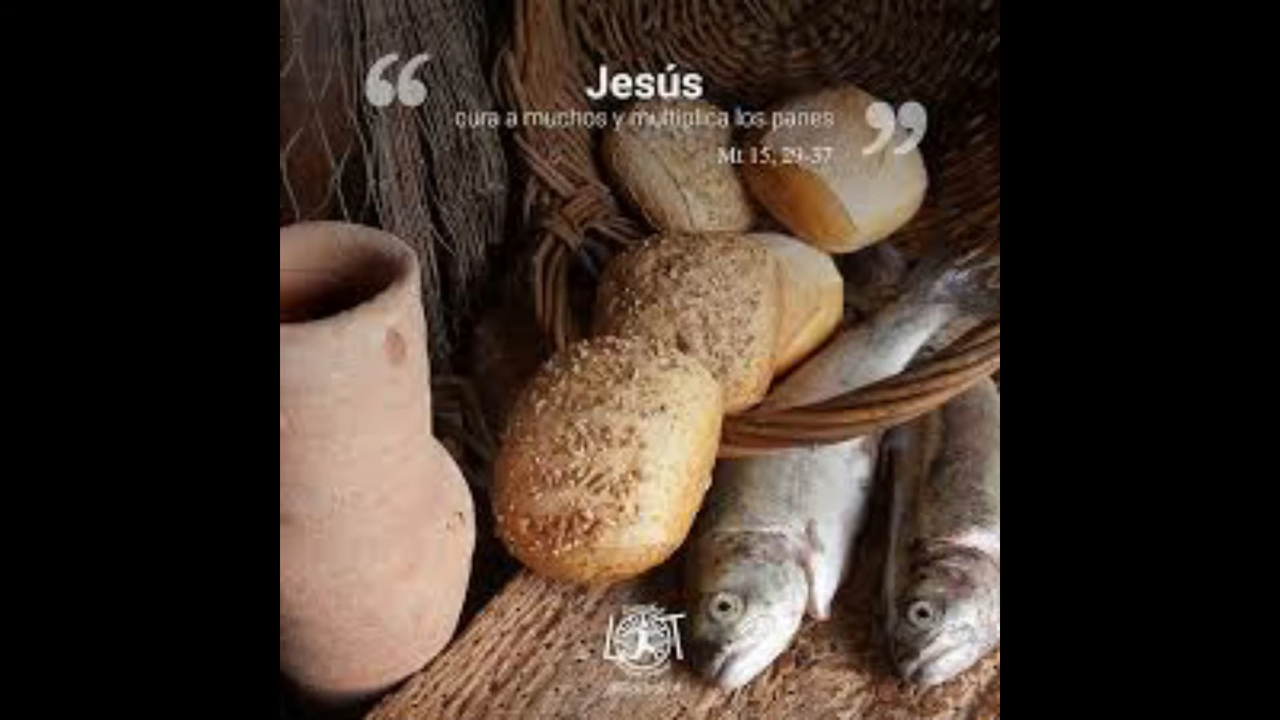 “ Jesús ”
cura a muchos y multiplica los panes
Mt 15, 29-37